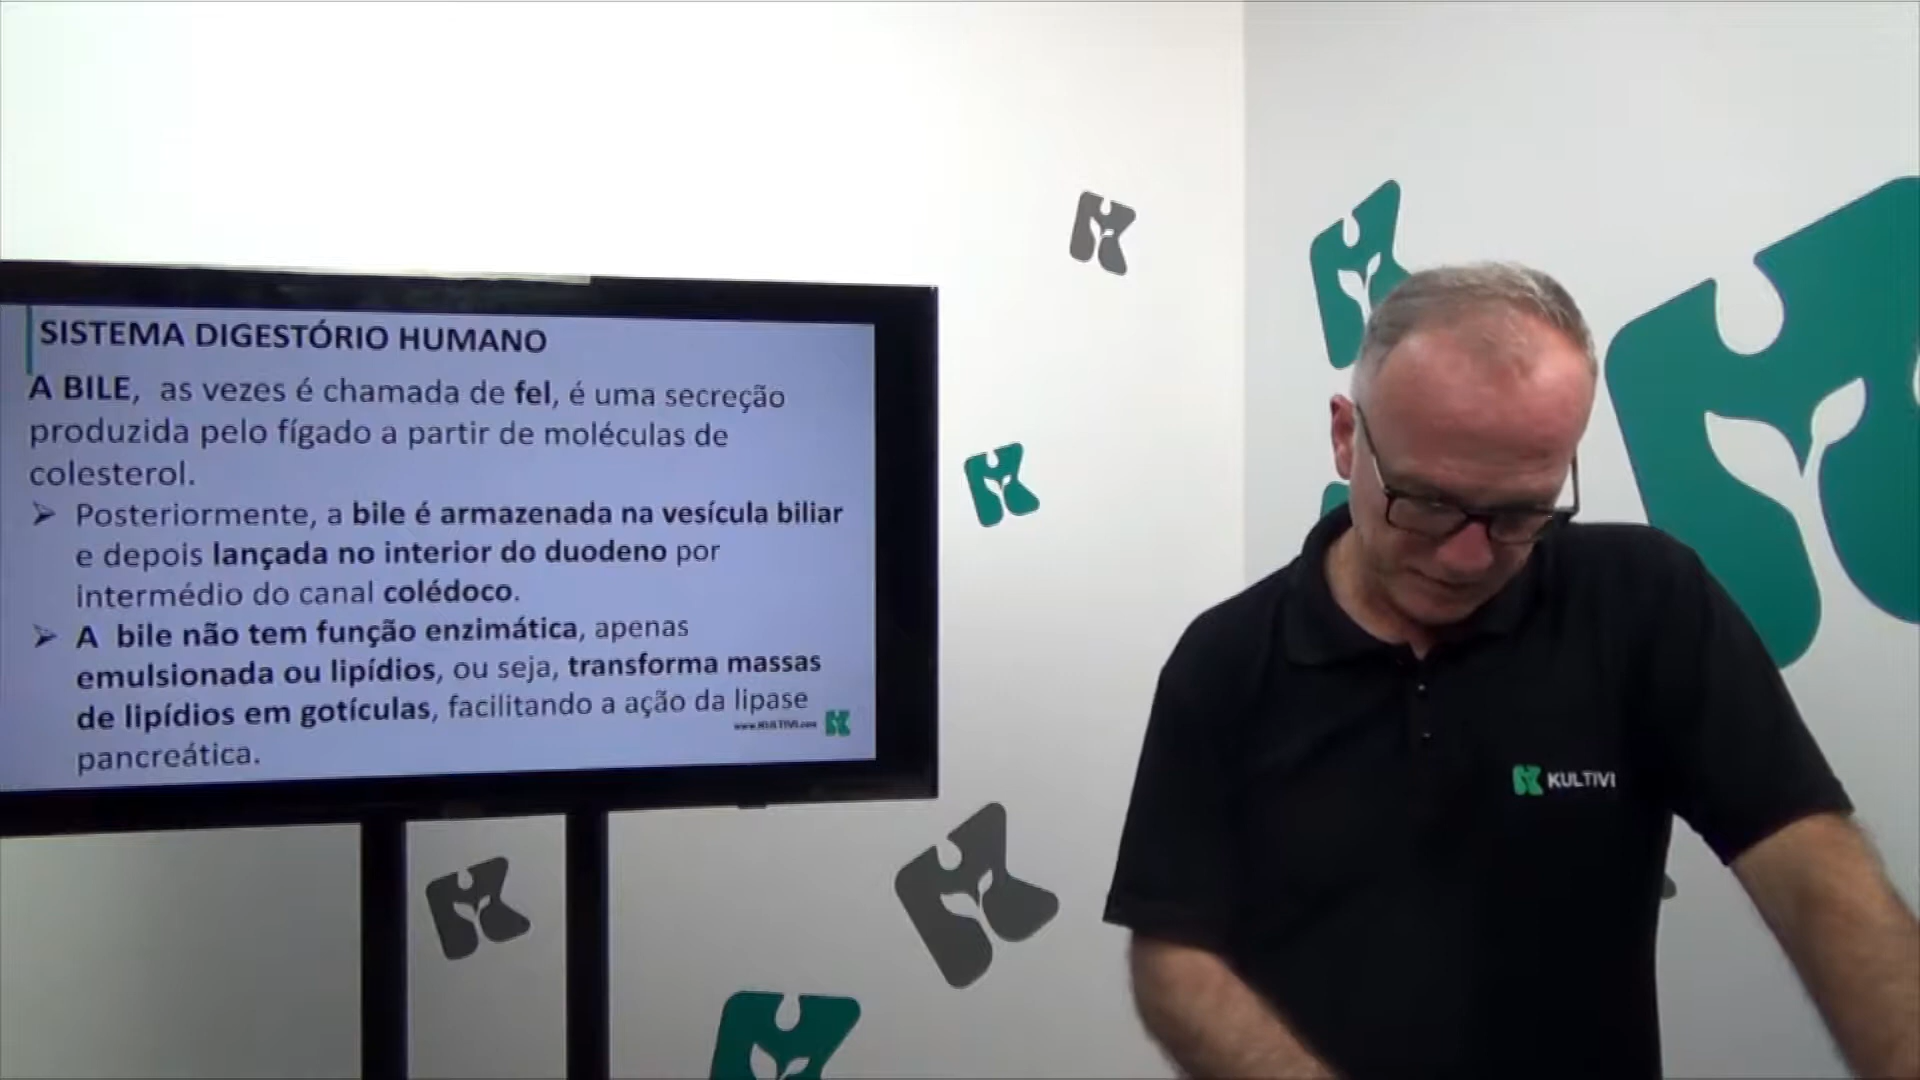 SISTEMA DIGESTÓRIO HUMANO
A BILE, as vezes é chamada de fel, é uma secreção
produzida pelo fígado a partir de moléculas de
colesterol.
➢ Posteriormente, a bile é armazenada na vesícula biliar
e depois lançada no interior do duodeno por
intermédio do canal colédoco.
➢ A bile não tem função enzimática, apenas
emulsionada ou lipídios, ou seja, transforma massas
de lipídios em gotículas, facilitando a ação da lipase
www.KULTIVI.com
pancreática.
KULTIVI